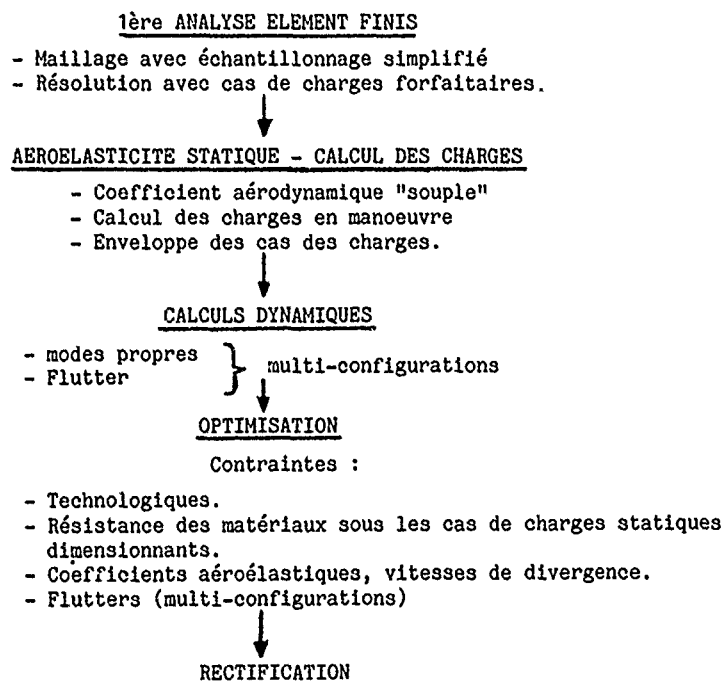 1ère ANALYSE ELEMENT FINIS
- Maillage avec échantillonnage simplifié
- Résolution avec cas de charges forfaitaires.
AEROELASTICITE STATIQUE - CALCUL DES CHARGES
- Coefficient aérodynamique "souple"
- Calcul des charges en manoeuvre
- Enveloppe des cas des charges.
CALCULS DYNAMIQUES
- modes propres
- Flutter
multi-configurations
OPTIMISATION
Contraintes :
- Technologiques.
- Résistance des matériaux sous les cas de charges statiques
dimensionnants.
- Coefficients aéroélastiques, vitesses de divergence.
- Flutters (multi-configurations)
RECTIFICATION